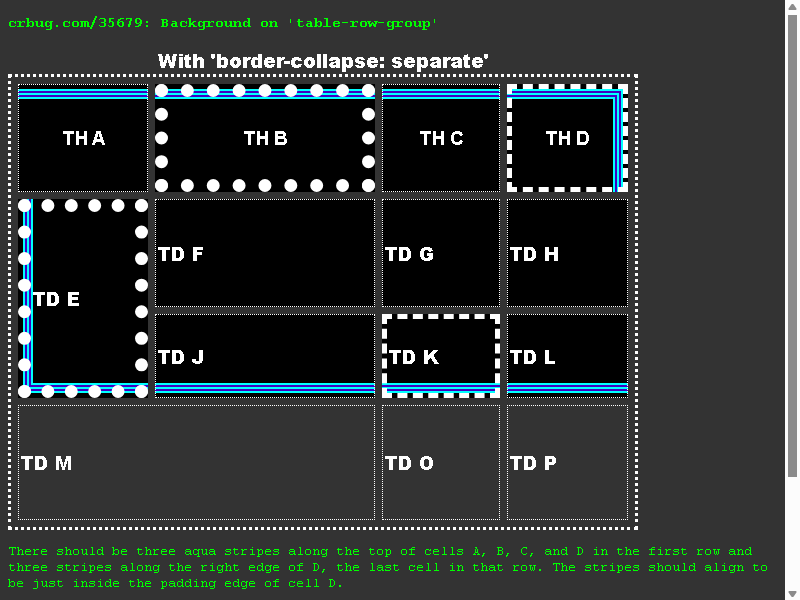 crbug.com/35679: Background on 'table-row-group'
With 'border-collapse: separate'
TH A TH B TH C TH D
TD F TD G TD H
TD E
TD J TD K TD L
TD M TD O TD P
There should be three aqua stripes along the top of cells A, B, C, and D in the first row and
three stripes along the right edge of D, the last cell in that row. The stripes should align to
be just inside the padding edge of cell D.